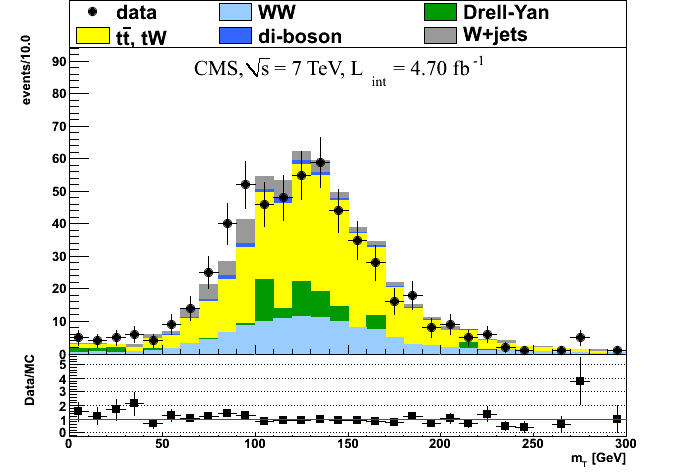 data WW Drell-Yan
tt̅, tW di-boson W+jets
CMS, √s = 7 TeV, L int = 4.70 fb⁻¹
events/10.0
90
80
70
60
50
40
30
20
10
0
Data/MC
5
4
3
2
1
0
0 50 100 150 200 250 300
m_T [GeV]